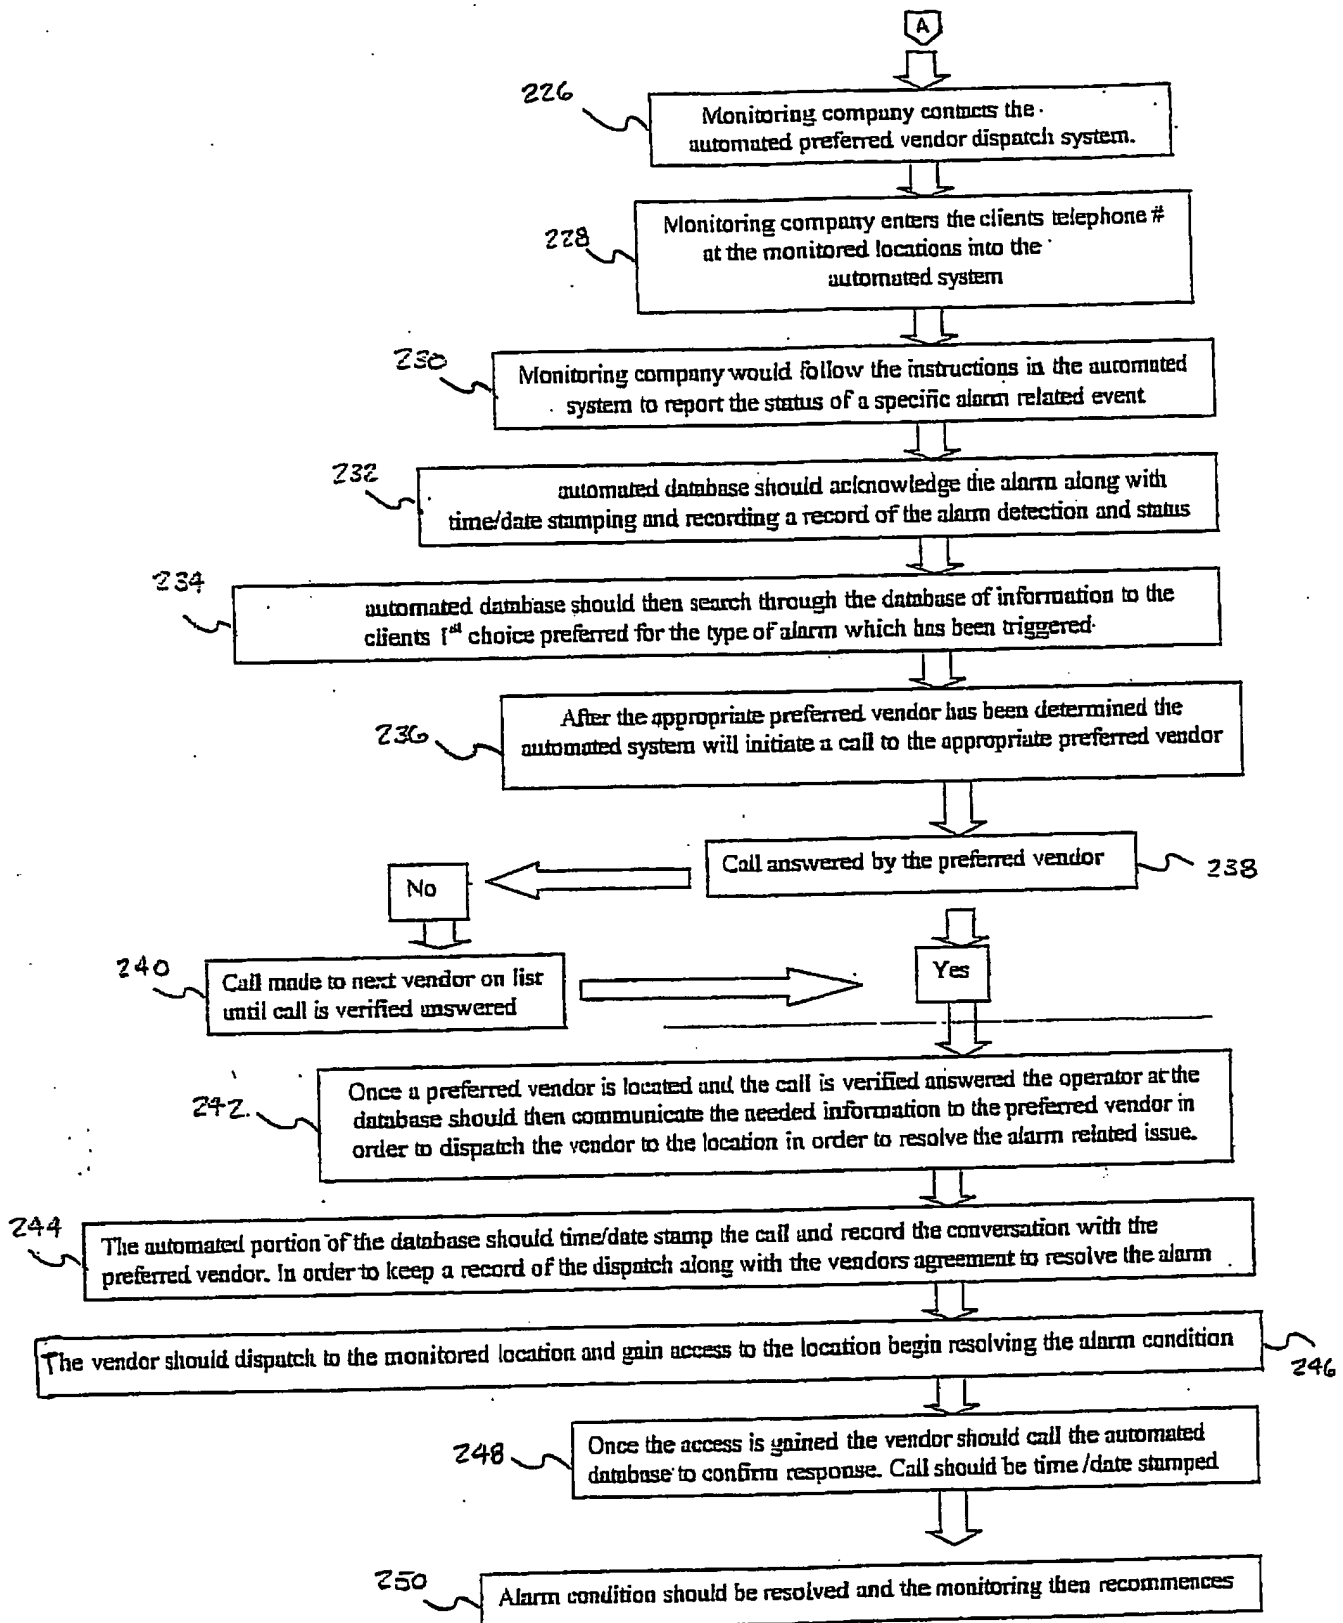 A
226
Monitoring company contacts the
automated preferred vendor dispatch system.
228
Monitoring company enters the clients telephone #
at the monitored locations into the
automated system
230
Monitoring company would follow the instructions in the automated
system to report the status of a specific alarm related event
232
automated database should acknowledge the alarm along with
time/date stamping and recording a record of the alarm detection and status
234
automated database should then search through the database of information to the
clients 1st choice preferred for the type of alarm which has been triggered
236
After the appropriate preferred vendor has been determined the
automated system will initiate a call to the appropriate preferred vendor
Call answered by the preferred vendor
238
No
240
Call made to next vendor on list
until call is verified answered
Yes
242
Once a preferred vendor is located and the call is verified answered the operator at the
database should then communicate the needed information to the preferred vendor in
order to dispatch the vendor to the location in order to resolve the alarm related issue.
244
The automated portion of the database should time/date stamp the call and record the conversation with the
preferred vendor. In order to keep a record of the dispatch along with the vendors agreement to resolve the alarm
The vendor should dispatch to the monitored location and gain access to the location begin resolving the alarm condition
246
248
Once the access is gained the vendor should call the automated
database to confirm response. Call should be time/date stamped
250
Alarm condition should be resolved and the monitoring then recommences